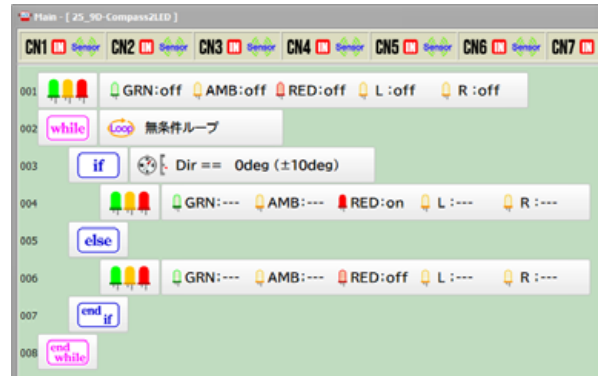 Main - [ 25_9D-Compass2LED ]
CN1 IN Sensor CN2 IN Sensor CN3 IN Sensor CN4 IN Sensor CN5 IN Sensor CN6 IN Sensor CN7 IN
001 GRN:off AMB:off RED:off L :off R :off
002 while Loop 無条件ループ
003 if Dir == 0deg (±10deg)
004 GRN:--- AMB:--- RED:on L :--- R :---
005 else
006 GRN:--- AMB:--- RED:off L :--- R :---
007 end if
008 end while